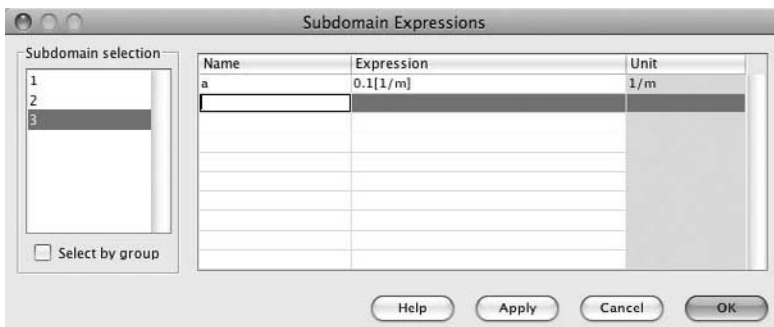 Subdomain Expressions
Subdomain selection
1
2
3
Select by group
Name Expression Unit
a 0.1[1/m] 1/m
Help Apply Cancel OK